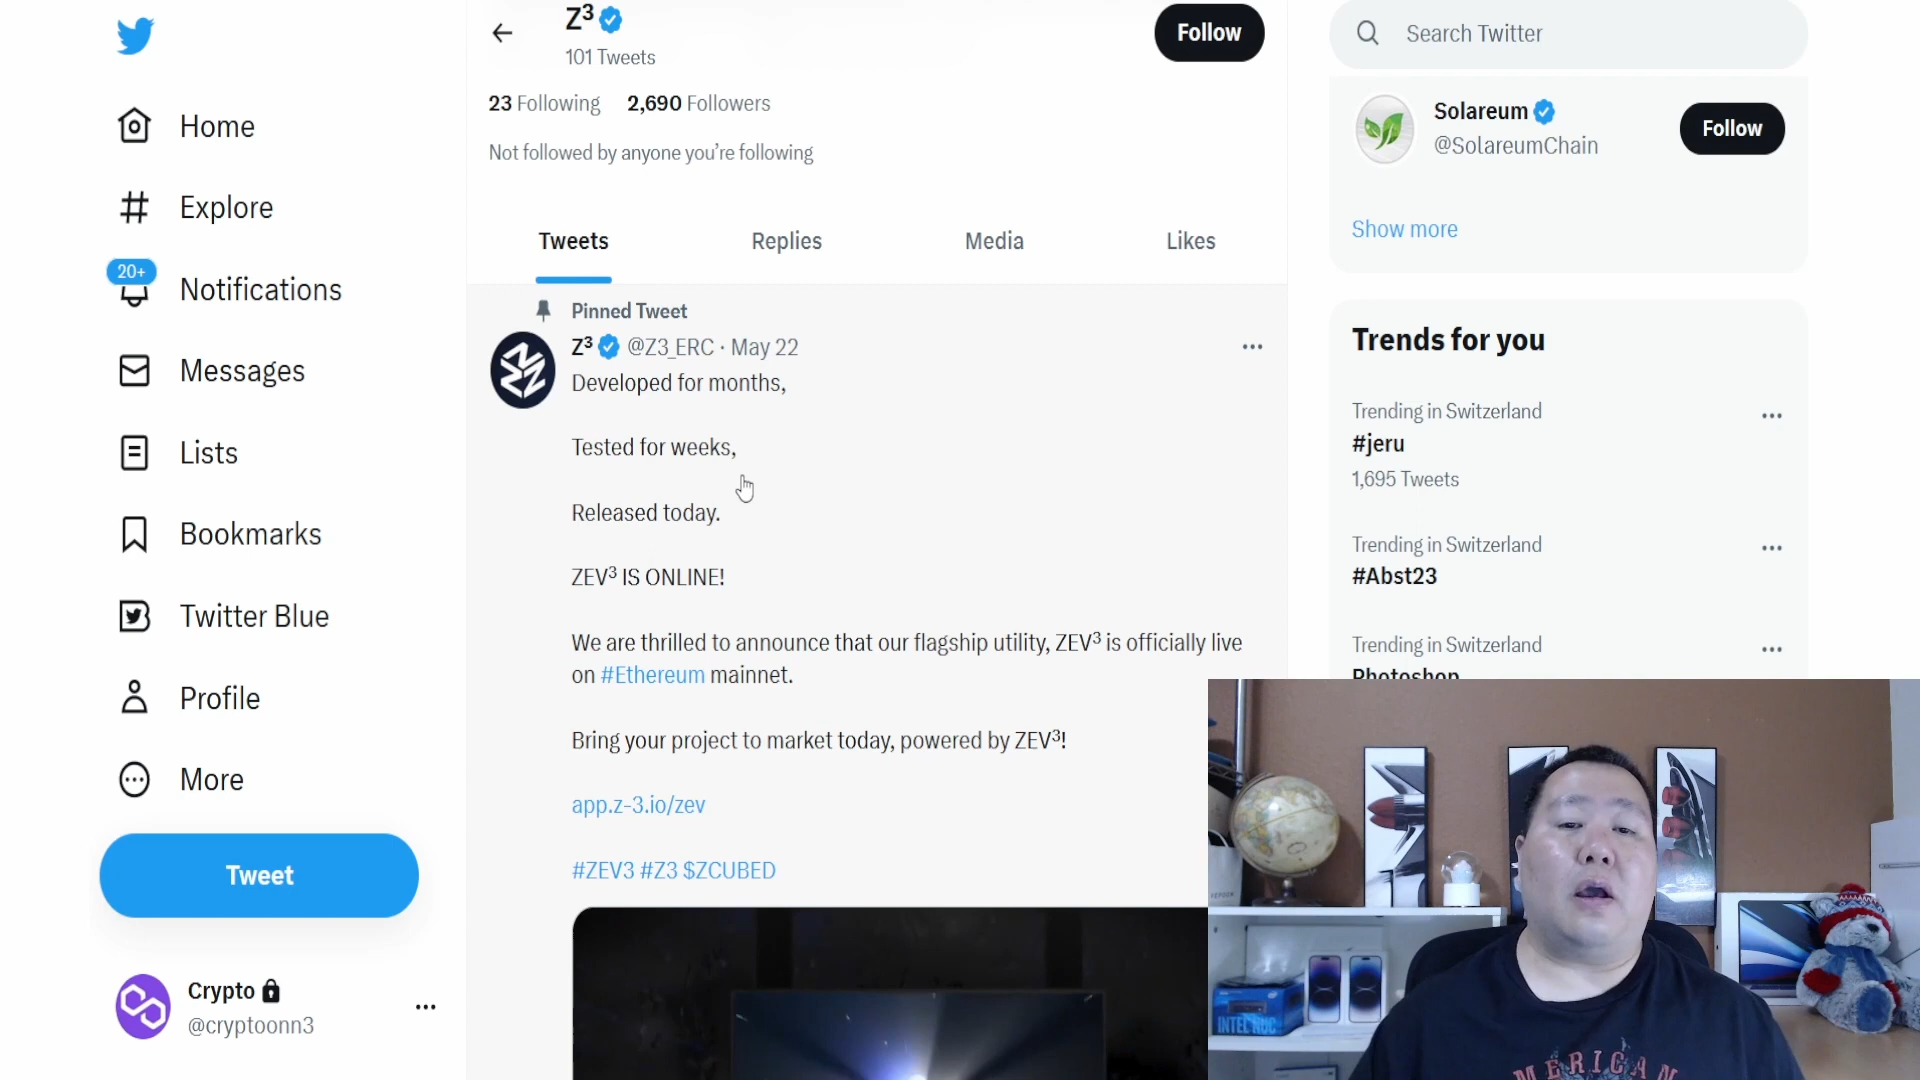 Home
Explore
20+
Notifications
Messages
Lists
Bookmarks
Twitter Blue
Profile
More
Tweet
Crypto
@cryptoonn3
Z³
101 Tweets
Follow
23 Following 2,690 Followers
Not followed by anyone you’re following
Tweets Replies Media Likes
Pinned Tweet
Z³ @Z3_ERC · May 22
Developed for months,
Tested for weeks,
Released today.
ZEV³ IS ONLINE!
We are thrilled to announce that our flagship utility, ZEV³ is officially live
on #Ethereum mainnet.
Bring your project to market today, powered by ZEV³!
app.z-3.io/zev
#ZEV3 #Z3 $ZCUBED
Search Twitter
Solareum
@SolareumChain
Follow
Show more
Trends for you
Trending in Switzerland
#jeru
1,695 Tweets
Trending in Switzerland
#Abst23
Trending in Switzerland
Photoshop
INTEL NUC
MERICAN